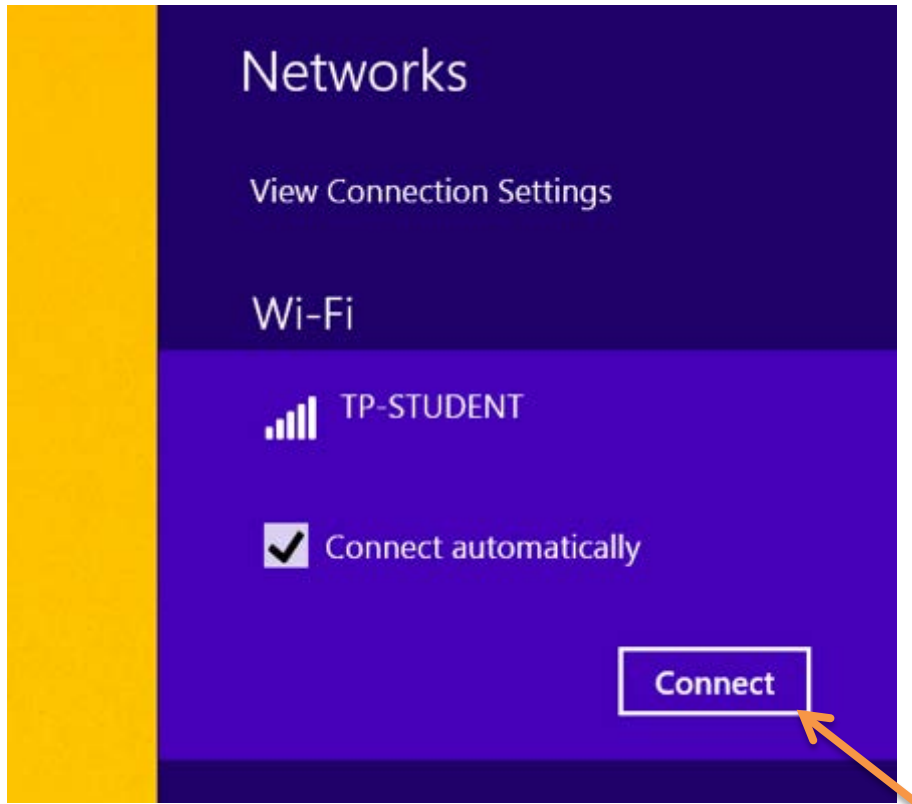 Networks
View Connection Settings
Wi-Fi
TP-STUDENT
Connect automatically
Connect